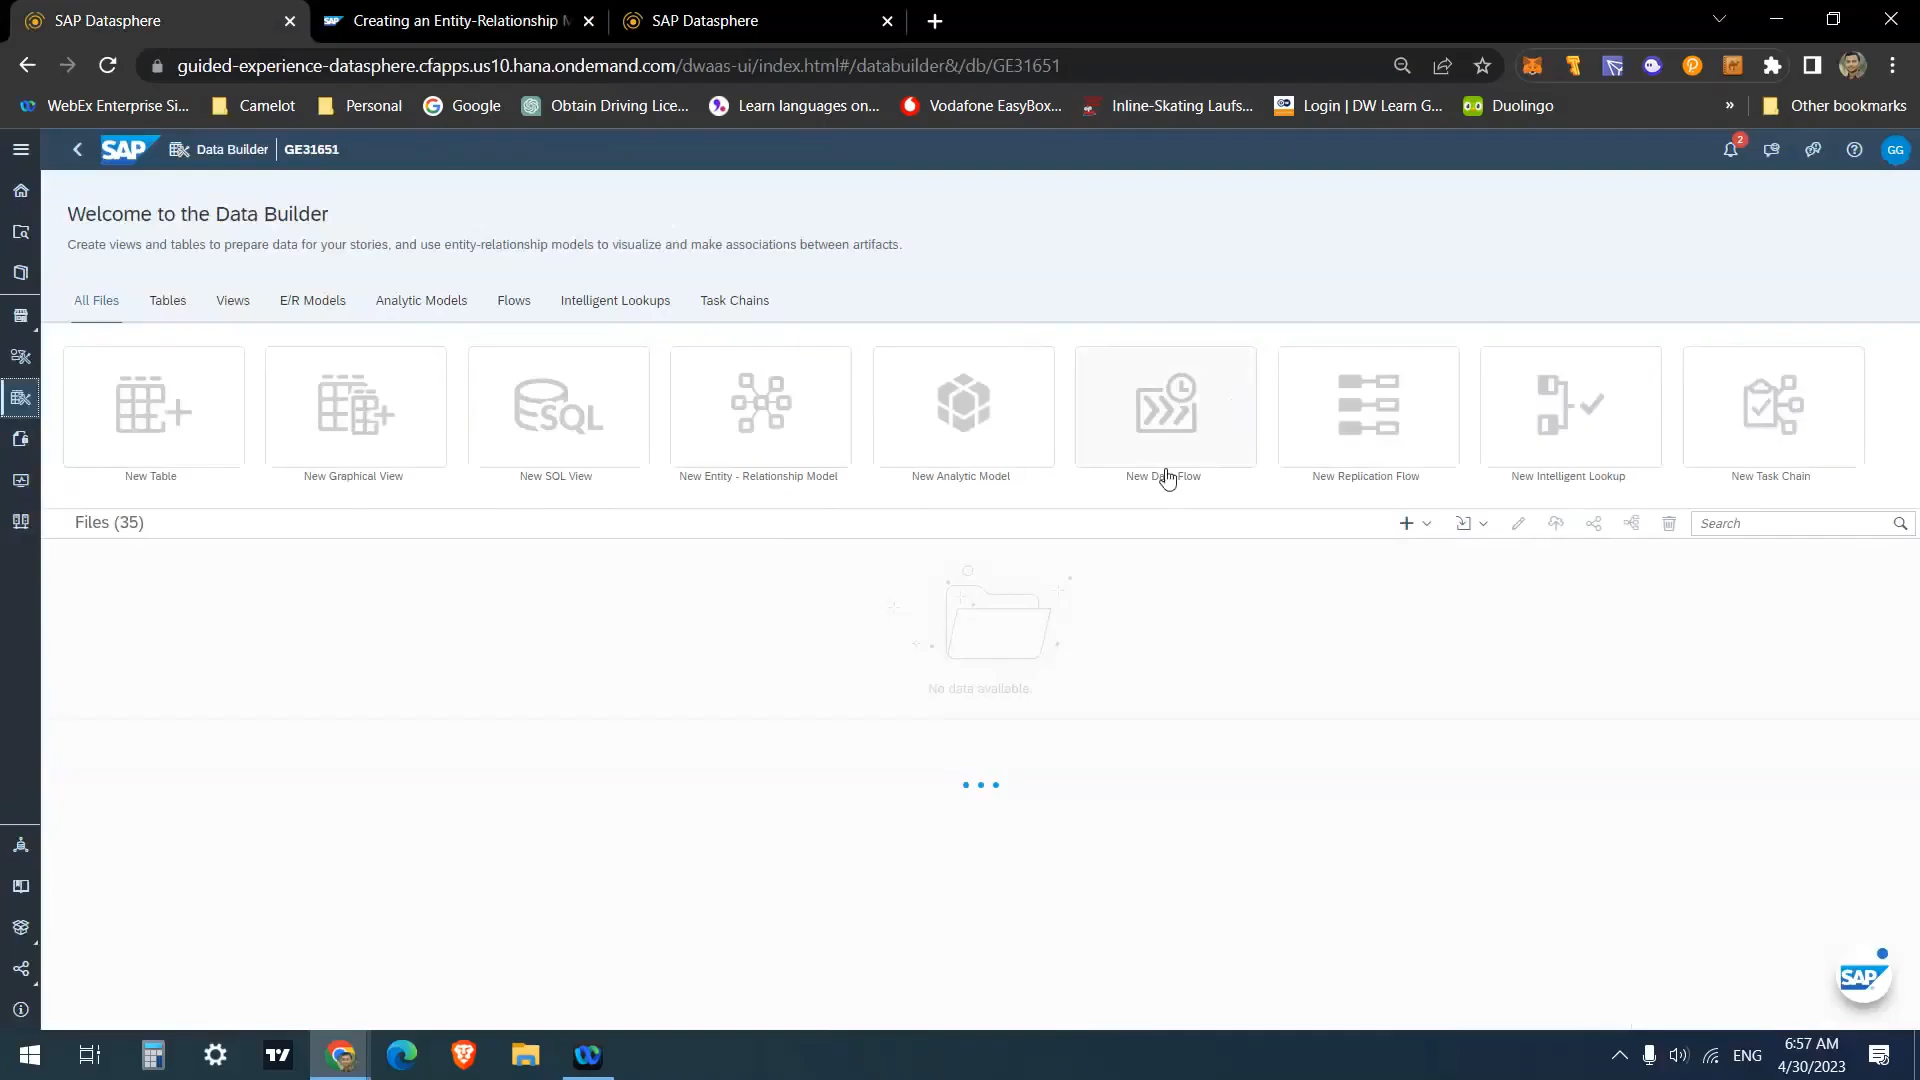 SAP Datasphere
Creating an Entity-Relationship M
SAP Datasphere
guided-experience-datasphere.cfapps.us10.hana.ondemand.com/dwaas-ui/index.html#/databuilder&/db/GE31651
WebEx Enterprise Si...
Camelot
Personal
Google
Obtain Driving Lice...
Learn languages on...
Vodafone EasyBox...
Inline-Skating Laufs...
Login | DW Learn G...
Duolingo
»
Other bookmarks
SAP
Data Builder
GE31651
2
GG
Welcome to the Data Builder
Create views and tables to prepare data for your stories, and use entity-relationship models to visualize and make associations between artifacts.
All Files
Tables
Views
E/R Models
Analytic Models
Flows
Intelligent Lookups
Task Chains
SQL
New Table
New Graphical View
New SQL View
New Entity - Relationship Model
New Analytic Model
New Data Flow
New Replication Flow
New Intelligent Lookup
New Task Chain
Files (35)
Search
No data available.
SAP
ENG
6:57 AM
4/30/2023